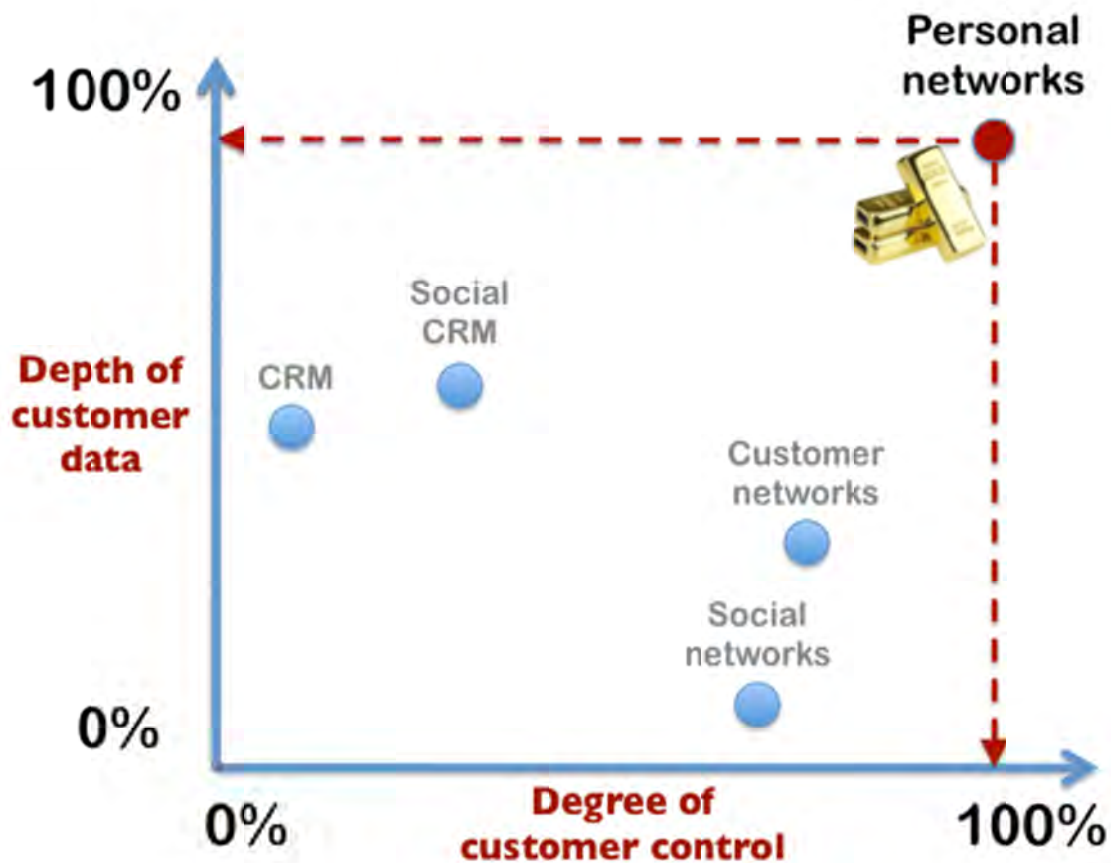 Personal
networks
100%
Social
CRM
CRM
Depth of
customer
data
Customer
networks
Social
networks
0%
0%
Degree of
customer control
100%